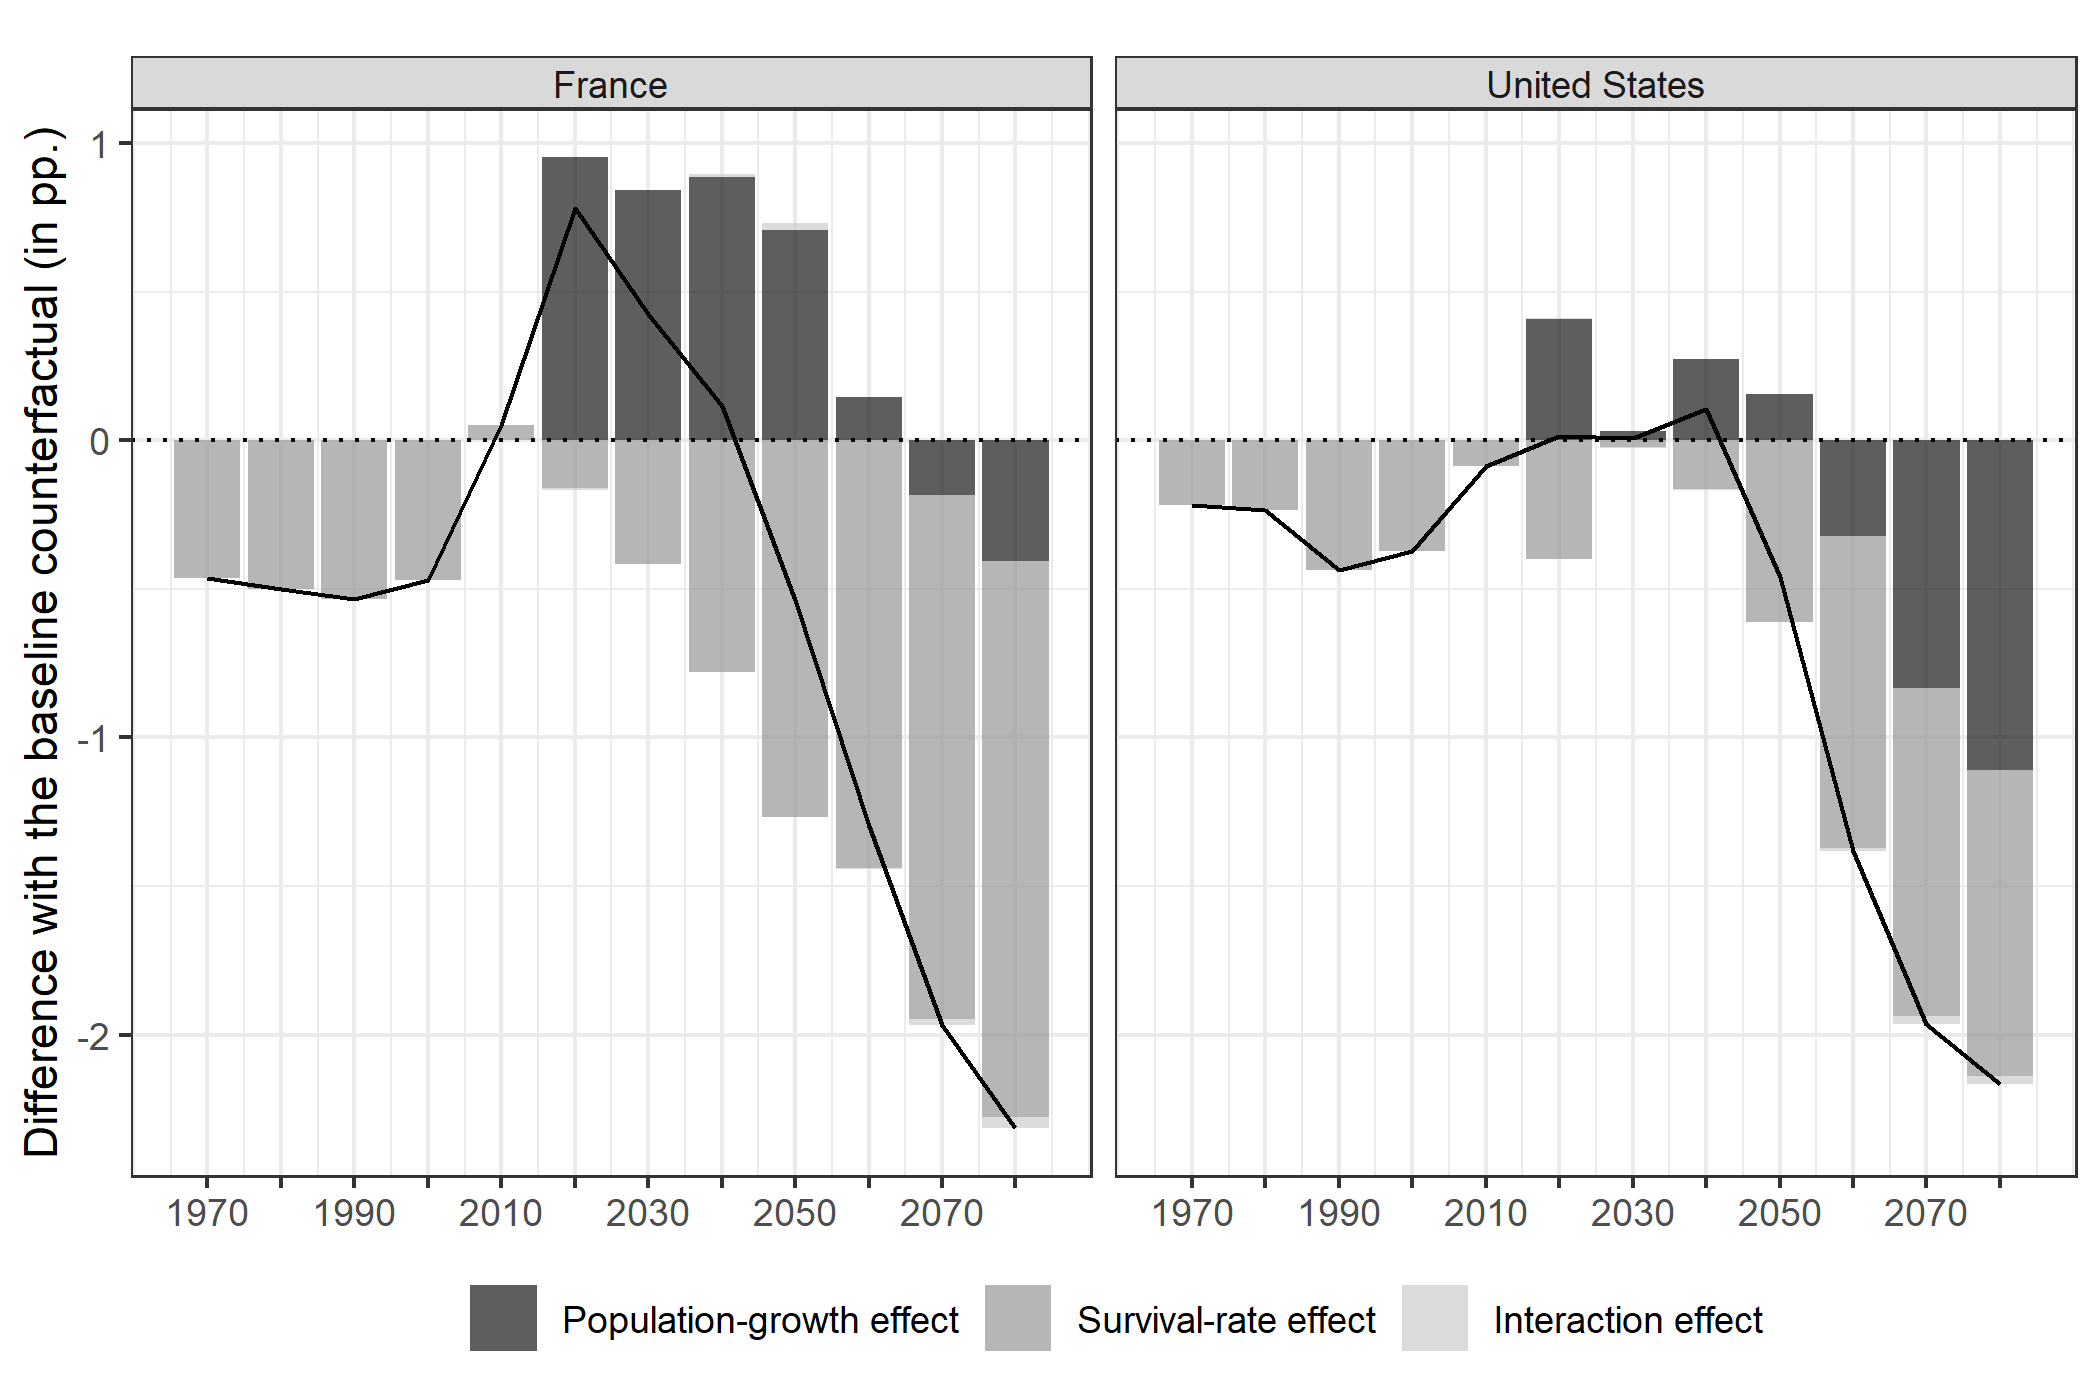 France
United States
Difference with the baseline counterfactual (in pp.)
1
0
-1
-2
1970 1990 2010 2030 2050 2070
1970 1990 2010 2030 2050 2070
Population-growth effect
Survival-rate effect
Interaction effect